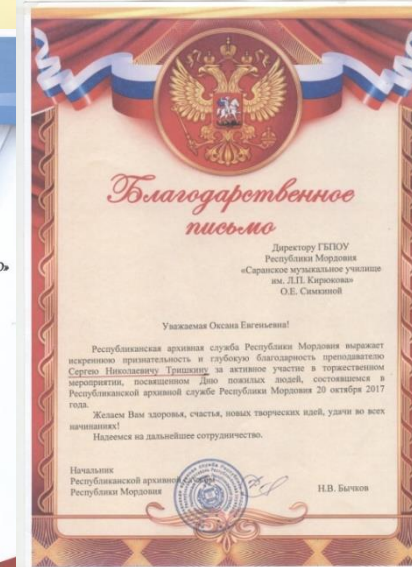 О»
Благодарственное
письмо
Директору ГБПОУ
Республики Мордовия
«Саранское музыкальное училище
им. Л.П. Кирюкова»
О.Е. Симкиной
Уважаемая Оксана Евгеньевна!
Республиканская архивная служба Республики Мордовия выражает
искреннюю признательность и глубокую благодарность преподавателю
Сергею Николаевичу Тришкину за активное участие в торжественном
мероприятии, посвященном Дню пожилых людей, состоявшемся в
Республиканской архивной службе Республики Мордовия 20 октября 2017
года.
Желаем Вам здоровья, счастья, новых творческих идей, удачи во всех
начинаниях!
Надеемся на дальнейшее сотрудничество.
Начальник
Республиканской архивной службы
Республики Мордовия
Н.В. Бычков